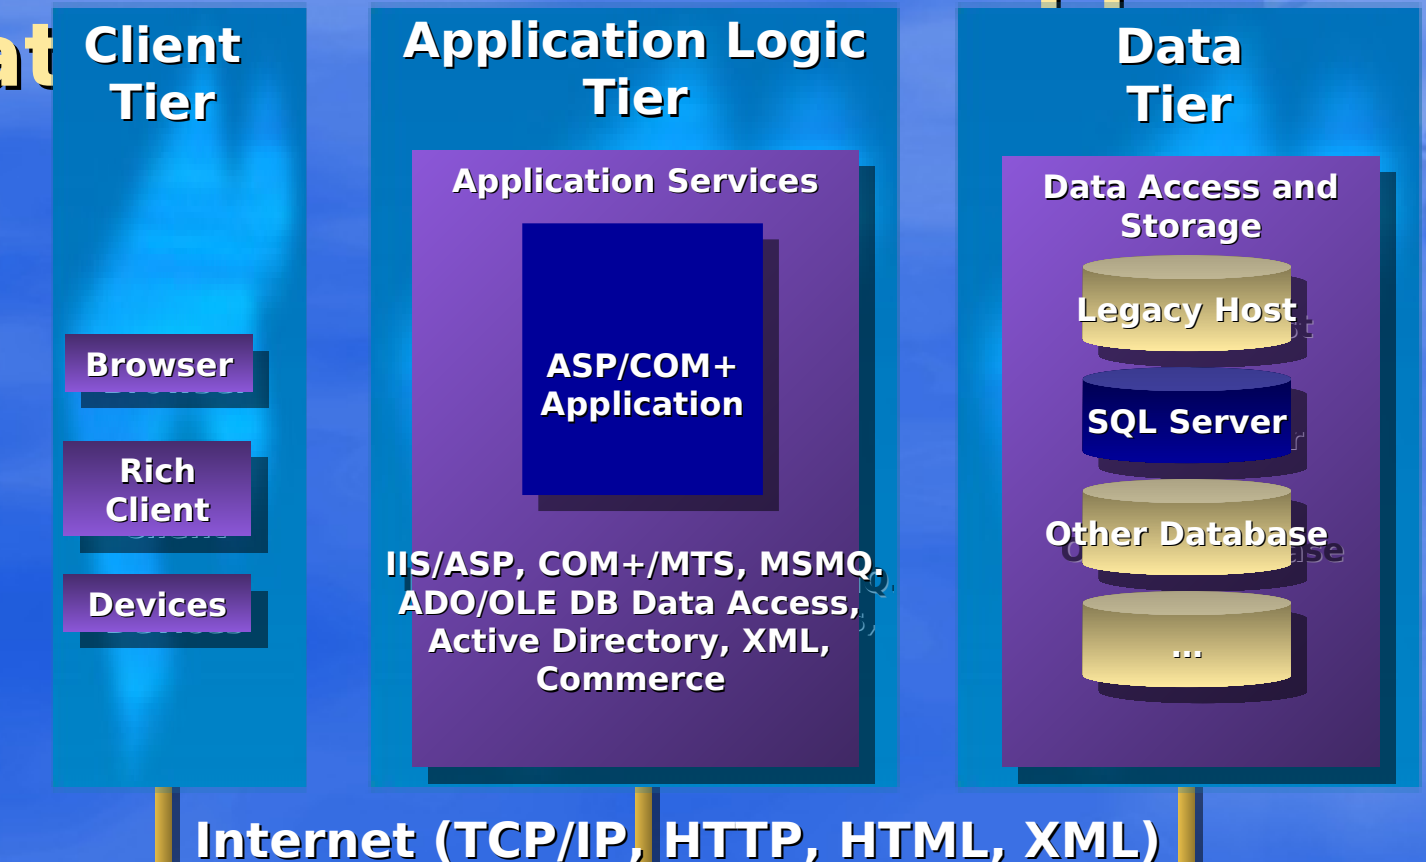 at
Client
Tier
Browser
Rich
Client
Devices
Application Logic
Tier
Application Services
ASP/COM+
Application
IIS/ASP, COM+/MTS, MSMQ.
ADO/OLE DB Data Access,
Active Directory, XML,
Commerce
Data
Tier
Data Access and
Storage
Legacy Host
SQL Server
Other Database
...
Internet (TCP/IP, HTTP, HTML, XML)